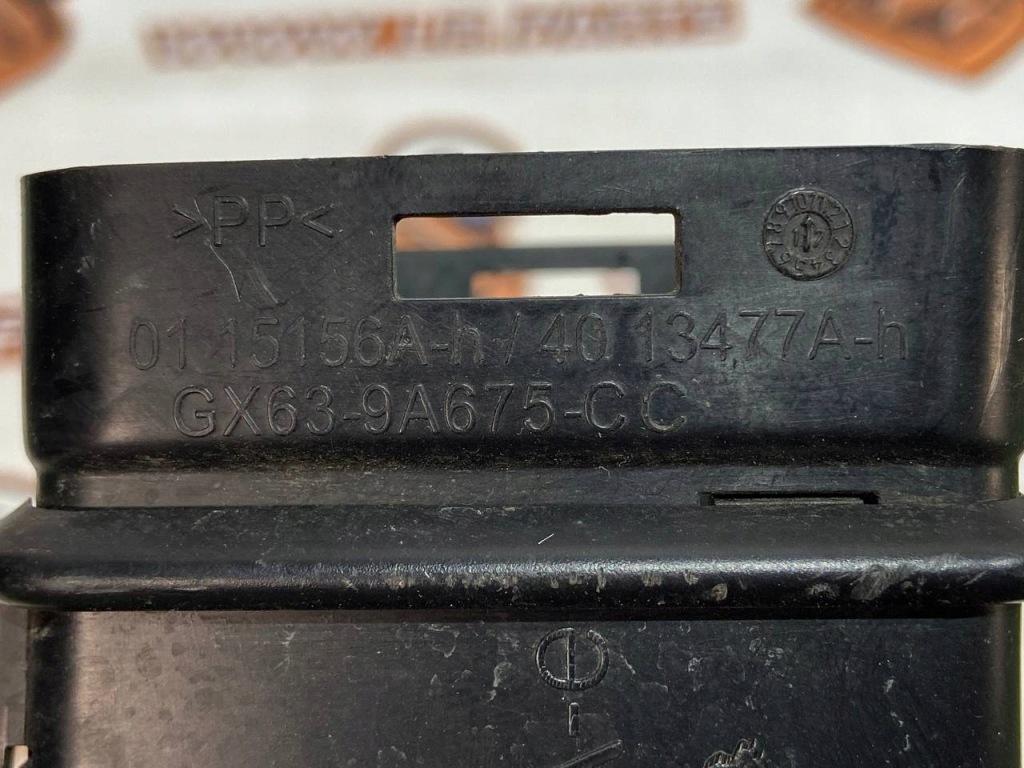 >PP<
01 15156A-h / 40 13477A-h
GX63-9A675-CC